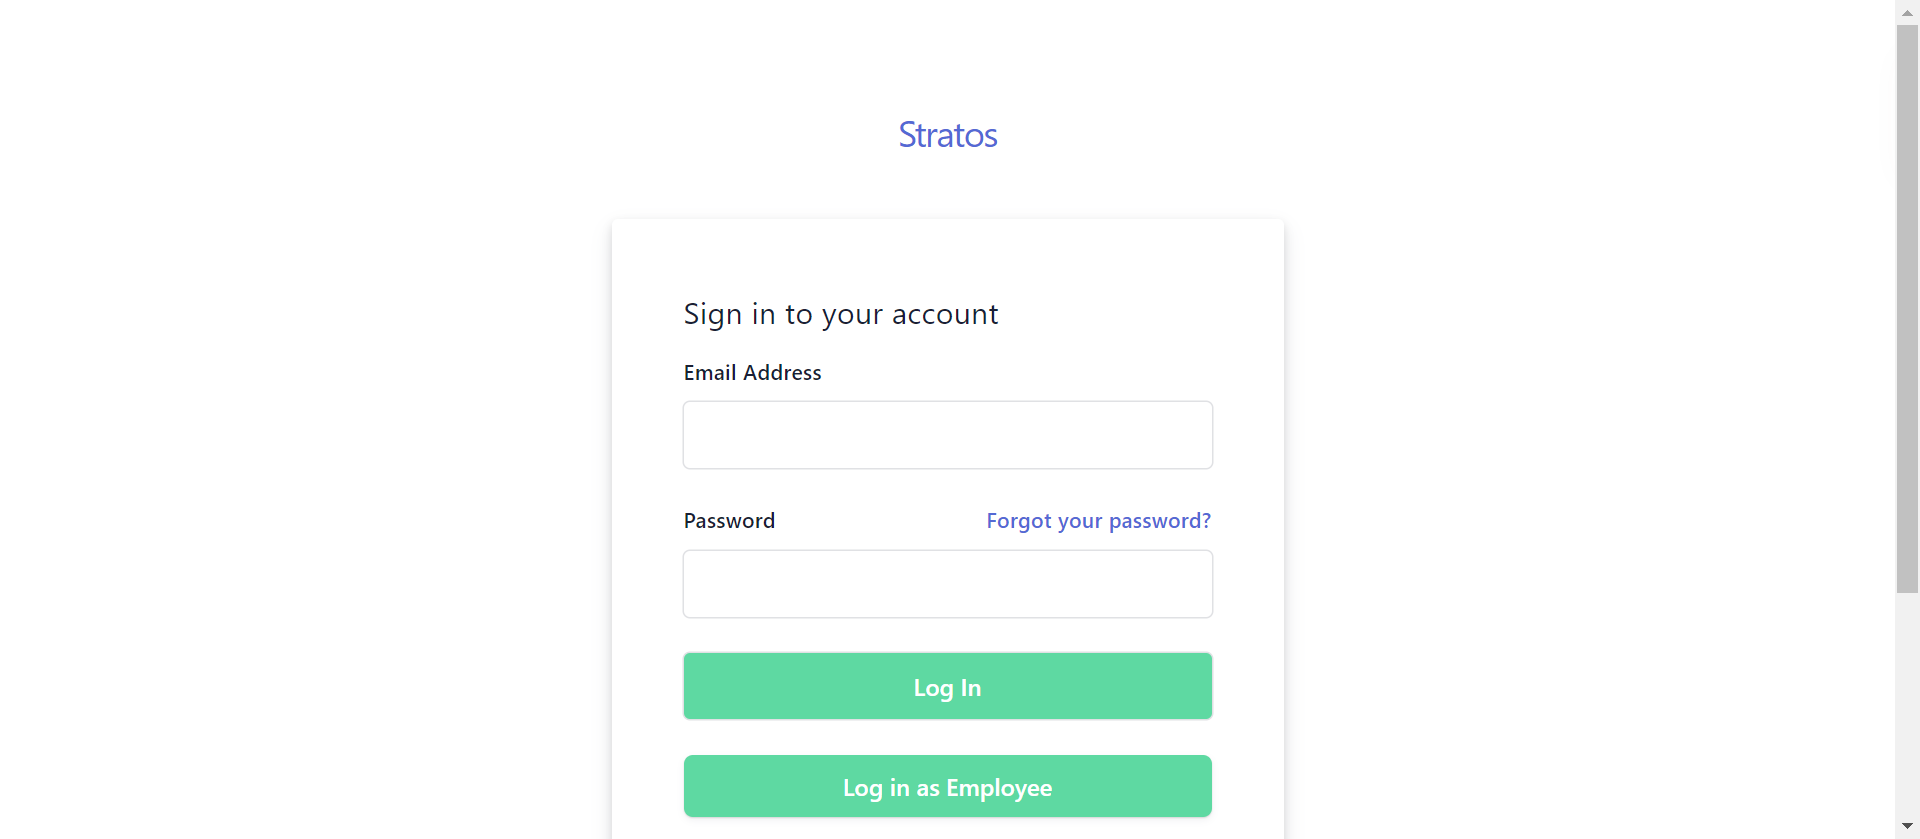 Stratos
Sign in to your account
Email Address
Password
Forgot your password?
Log In
Log in as Employee